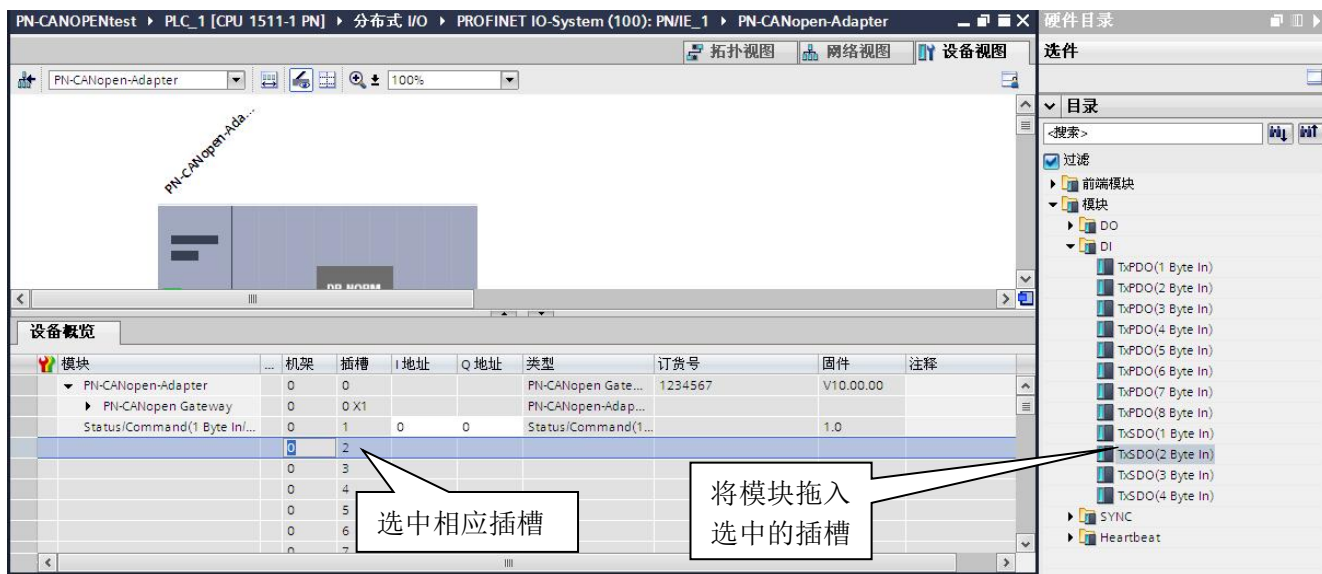 PN-CANOPENtest ▸ PLC_1 [CPU 1511-1 PN] ▸ 分布式 I/O ▸ PROFINET IO-System (100): PN/IE_1 ▸ PN-CANopen-Adapter
拓扑视图 网络视图 设备视图
PN-CANopen-Adapter 100%
PN-CANopen-Ada...
DP-NORM
设备概览
模块 ... 机架 插槽 I 地址 Q 地址 类型 订货号 固件 注释
PN-CANopen-Adapter 0 0 PN-CANopen Gate... 1234567 V10.00.00
PN-CANopen Gateway 0 0 X1 PN-CANopen-Adap...
Status/Command(1 Byte In/... 0 1 0 0 Status/Command(1... 1.0
0 2
0 3
0 4
0 5
0 6
0 7
选中相应插槽
将模块拖入
选中的插槽
硬件目录
选件
目录
<搜索>
过滤
前端模块
模块
DO
DI
TxPDO(1 Byte In)
TxPDO(2 Byte In)
TxPDO(3 Byte In)
TxPDO(4 Byte In)
TxPDO(5 Byte In)
TxPDO(6 Byte In)
TxPDO(7 Byte In)
TxPDO(8 Byte In)
TxSDO(1 Byte In)
TxSDO(2 Byte In)
TxSDO(3 Byte In)
TxSDO(4 Byte In)
SYNC
Heartbeat